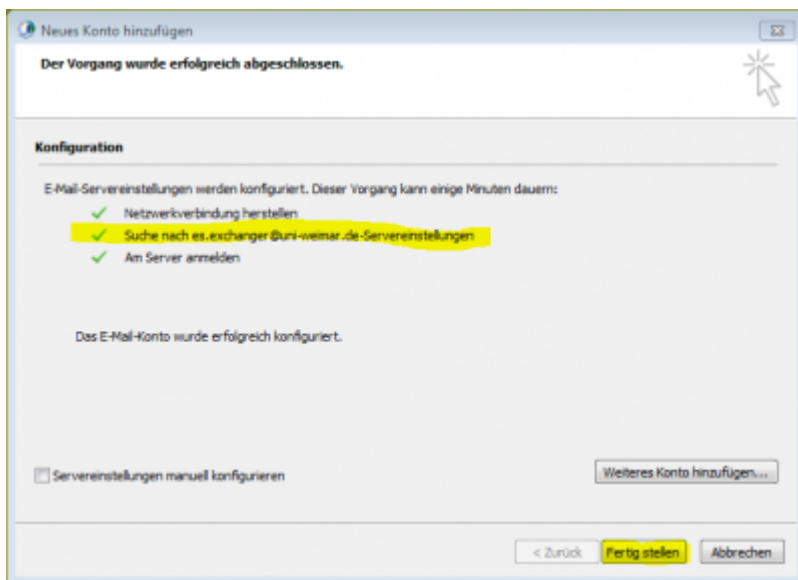 Neues Konto hinzufügen
Der Vorgang wurde erfolgreich abgeschlossen.
Konfiguration
E-Mail-Servereinstellungen werden konfiguriert. Dieser Vorgang kann einige Minuten dauern:
Netzwerkverbindung herstellen
Suche nach es.exchanger@uni-weimar.de-Servereinstellungen
Am Server anmelden
Das E-Mail-Konto wurde erfolgreich konfiguriert.
Servereinstellungen manuell konfigurieren
Weiteres Konto hinzufügen...
< Zurück Fertig stellen Abbrechen